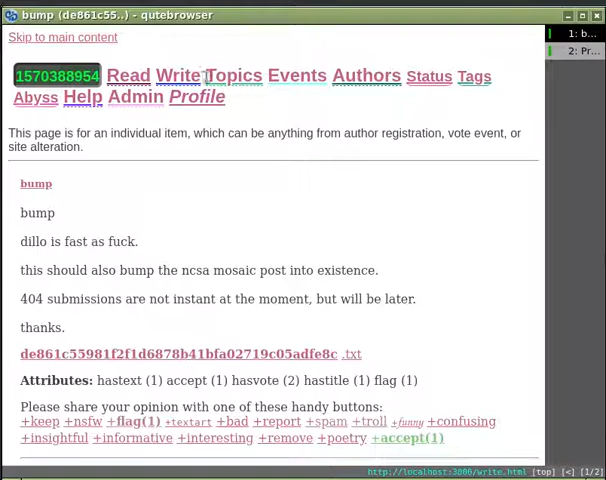 bump (de861c55..) - qutebrowser
1: b...
2: Pr...
Skip to main content
1570388954 Read Write Topics Events Authors Status Tags
Abyss Help Admin Profile
This page is for an individual item, which can be anything from author registration, vote event, or
site alteration.
bump
bump
dillo is fast as fuck.
this should also bump the ncsa mosaic post into existence.
404 submissions are not instant at the moment, but will be later.
thanks.
de861c55981f2f1d6878b41bfa02719c05adfe8c .txt
Attributes: hastext (1) accept (1) hasvote (2) hastitle (1) flag (1)
Please share your opinion with one of these handy buttons:
+keep +nsfw +flag(1) +textart +bad +report +spam +troll +funny +confusing
+insightful +informative +interesting +remove +poetry +accept(1)
http://localhost:3000/write.html [top] [<] [1/2]